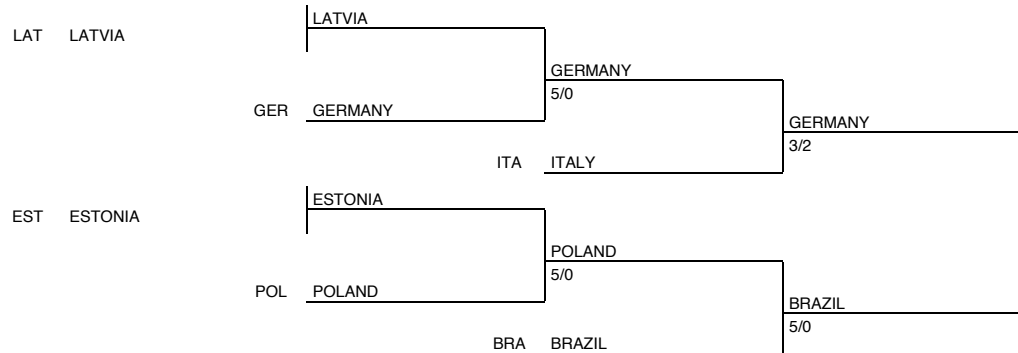 LATVIA
LAT LATVIA
GERMANY
5/0
GER GERMANY
GERMANY
3/2
ITA ITALY
ESTONIA
EST ESTONIA
POLAND
5/0
POL POLAND
BRAZIL
5/0
BRA BRAZIL